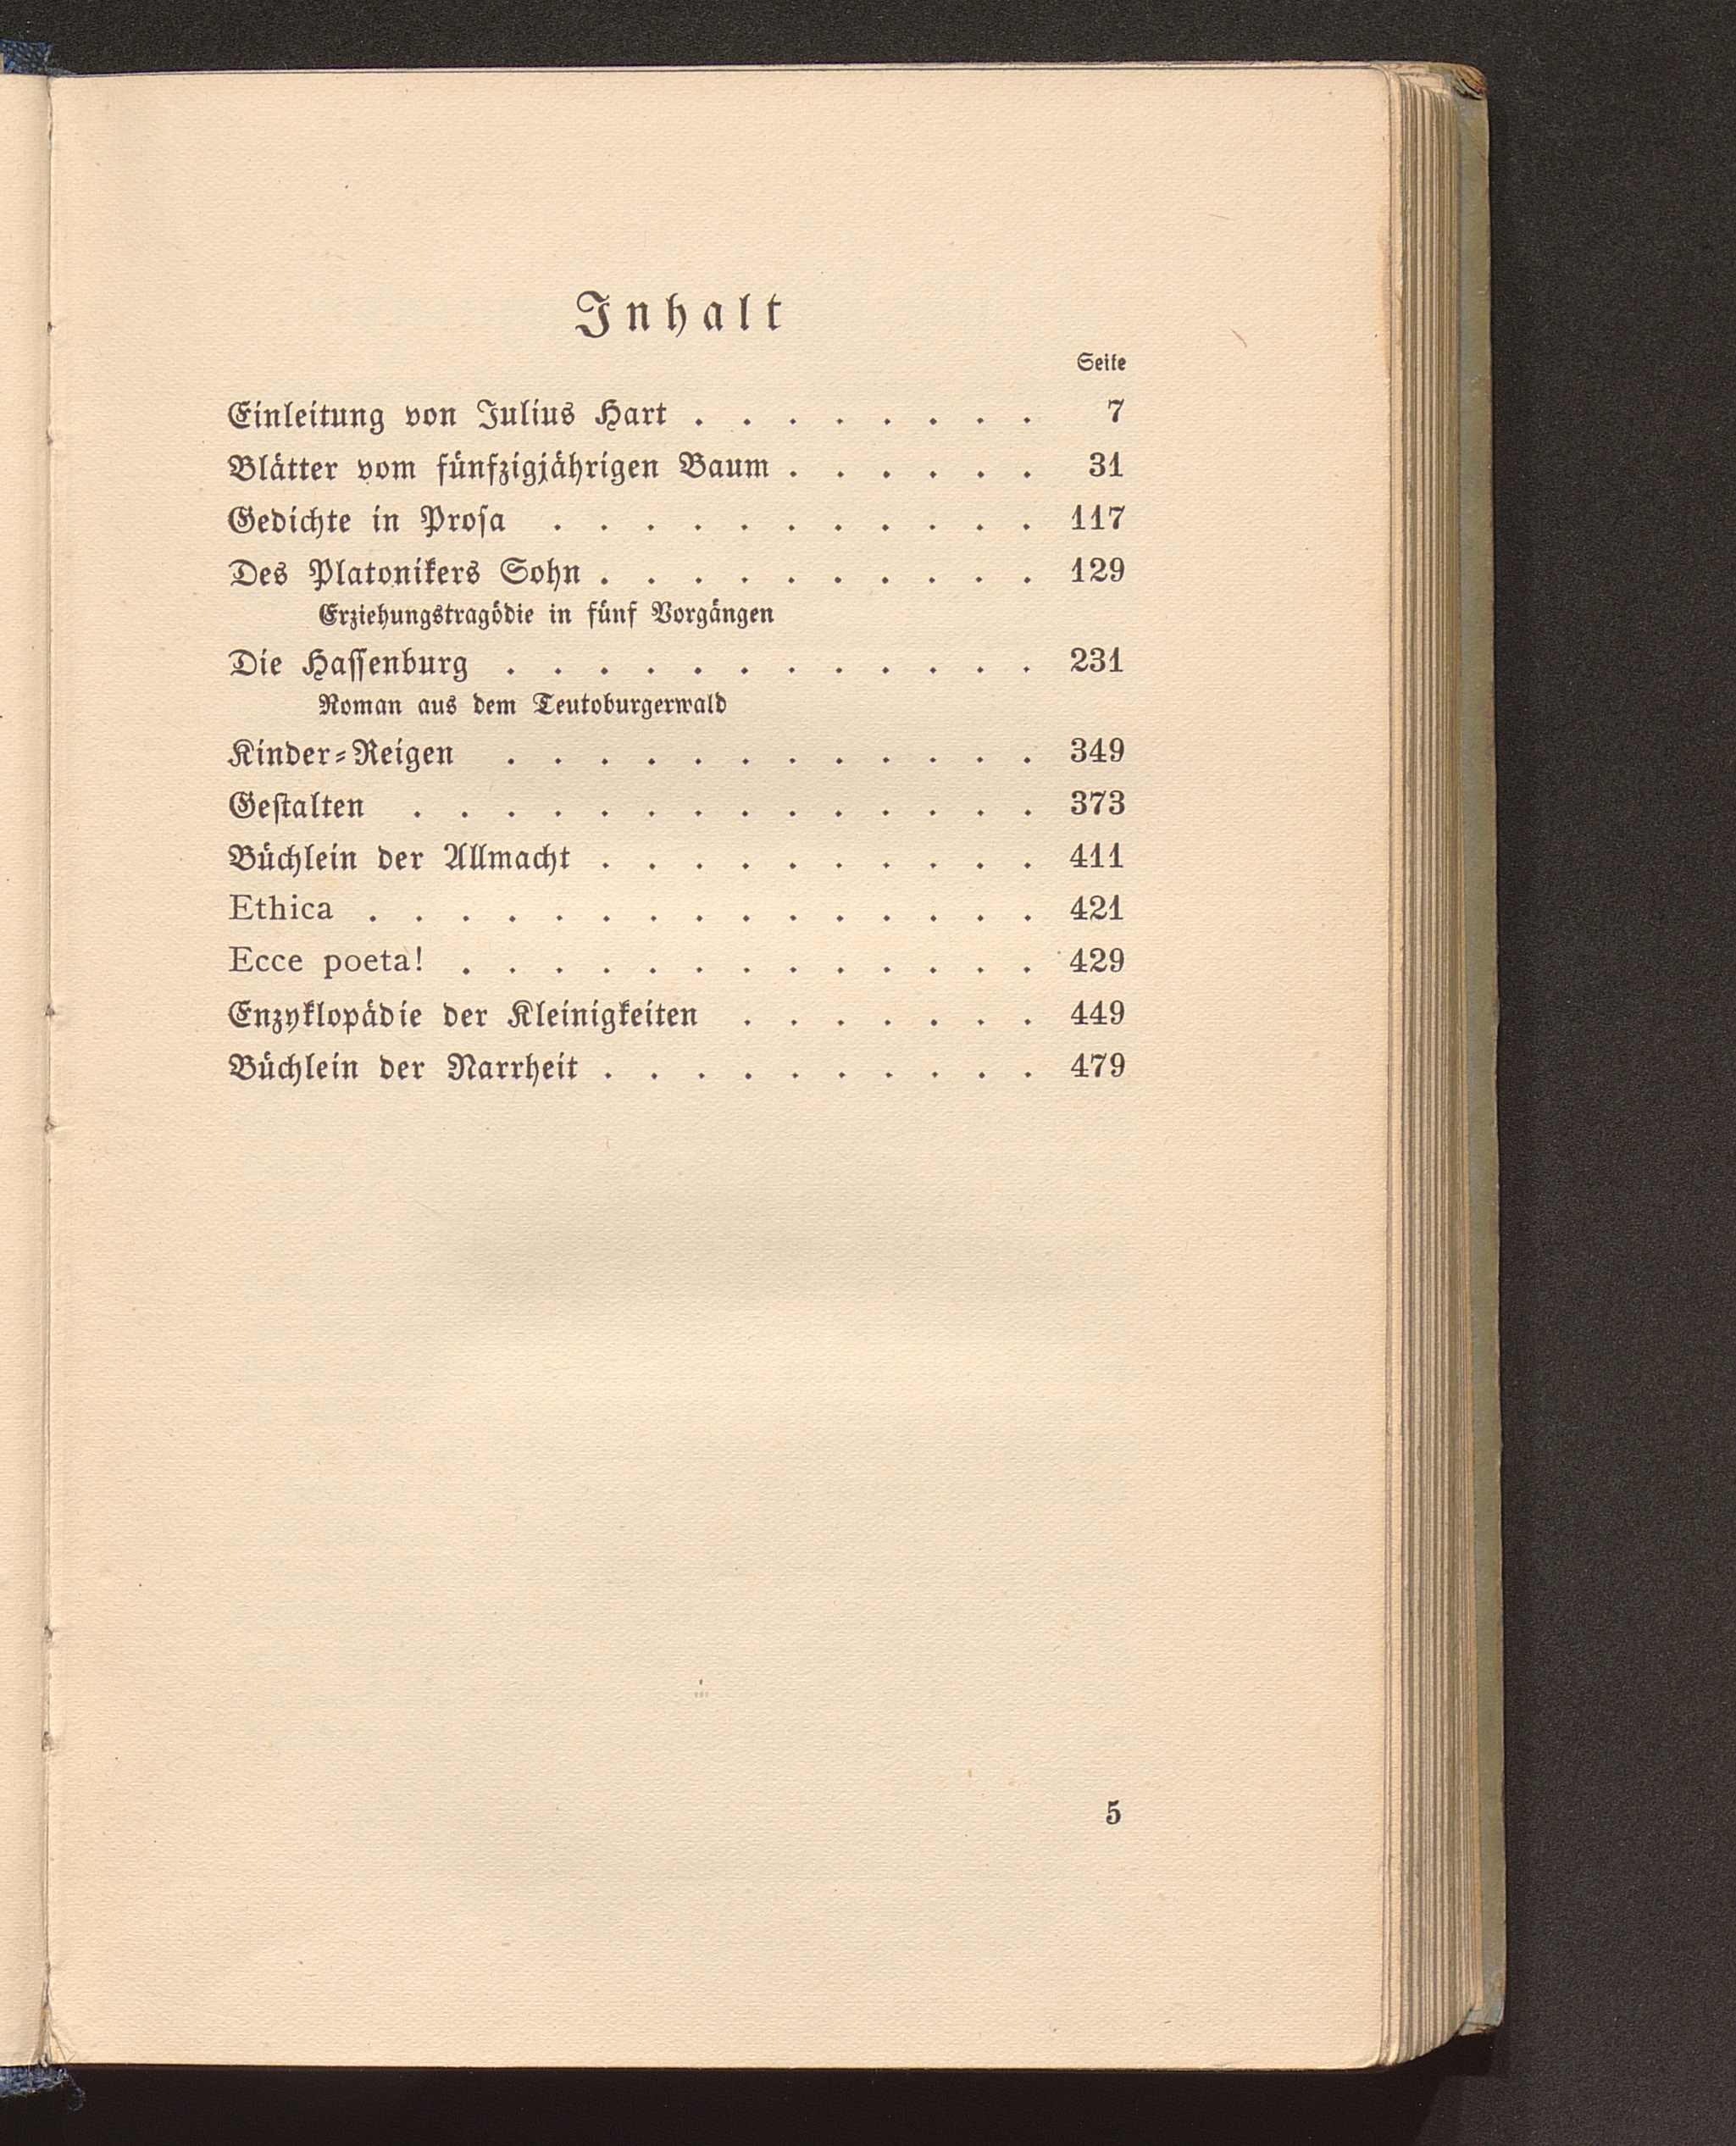 Inhalt
Seite
Einleitung von Julius Hart . . . . . . . . 7
Blätter vom fünfzigjährigen Baum . . . . . . 31
Gedichte in Prosa . . . . . . . . . . . 117
Des Platonikers Sohn . . . . . . . . . . 129
Erziehungstragödie in fünf Vorgängen
Die Hassenburg . . . . . . . . . . . . 231
Roman aus dem Teutoburgerwald
Kinder-Reigen . . . . . . . . . . . . 349
Gestalten . . . . . . . . . . . . . . 373
Büchlein der Allmacht . . . . . . . . . . 411
Ethica . . . . . . . . . . . . . . . 421
Ecce poeta! . . . . . . . . . . . . . 429
Enzyklopädie der Kleinigkeiten . . . . . . . 449
Büchlein der Narrheit . . . . . . . . . . 479
5